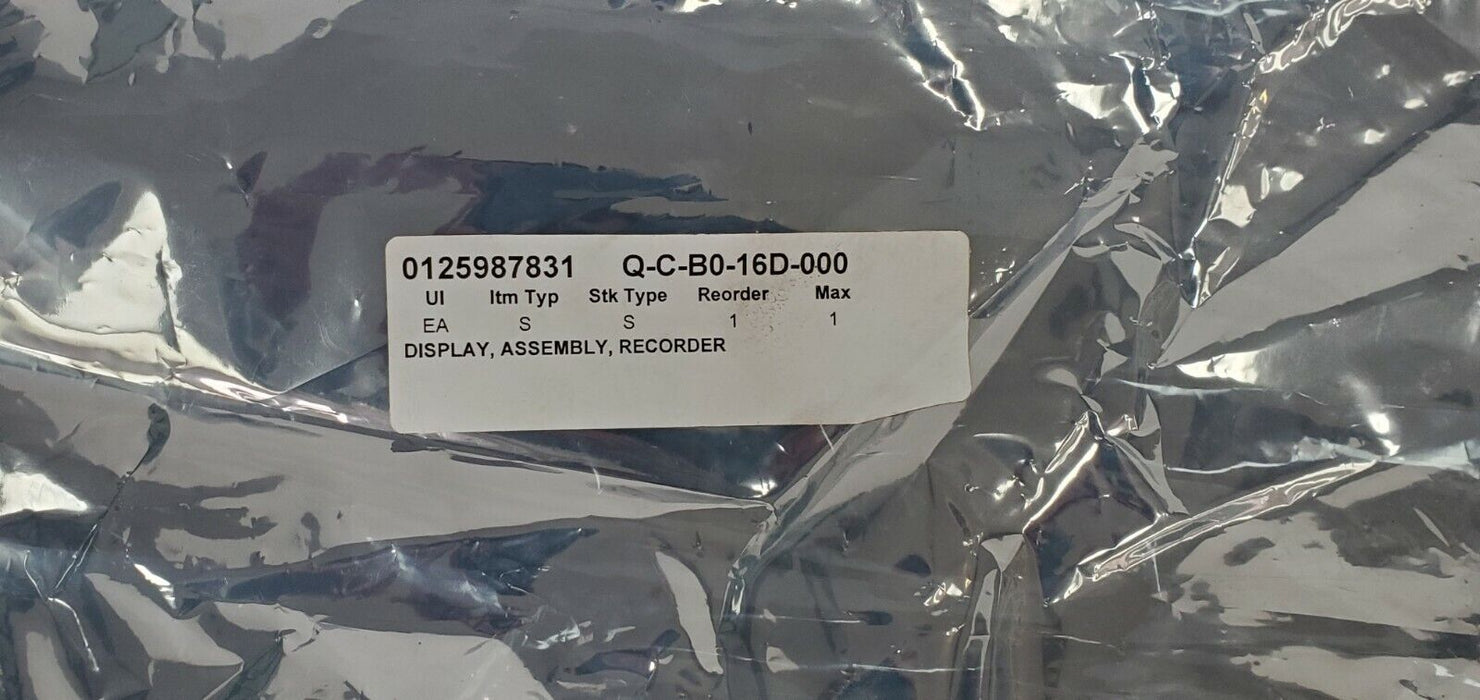 0125987831 Q-C-B0-16D-000
UI Itm Typ Stk Type Reorder Max
EA S S 1 1
DISPLAY, ASSEMBLY, RECORDER